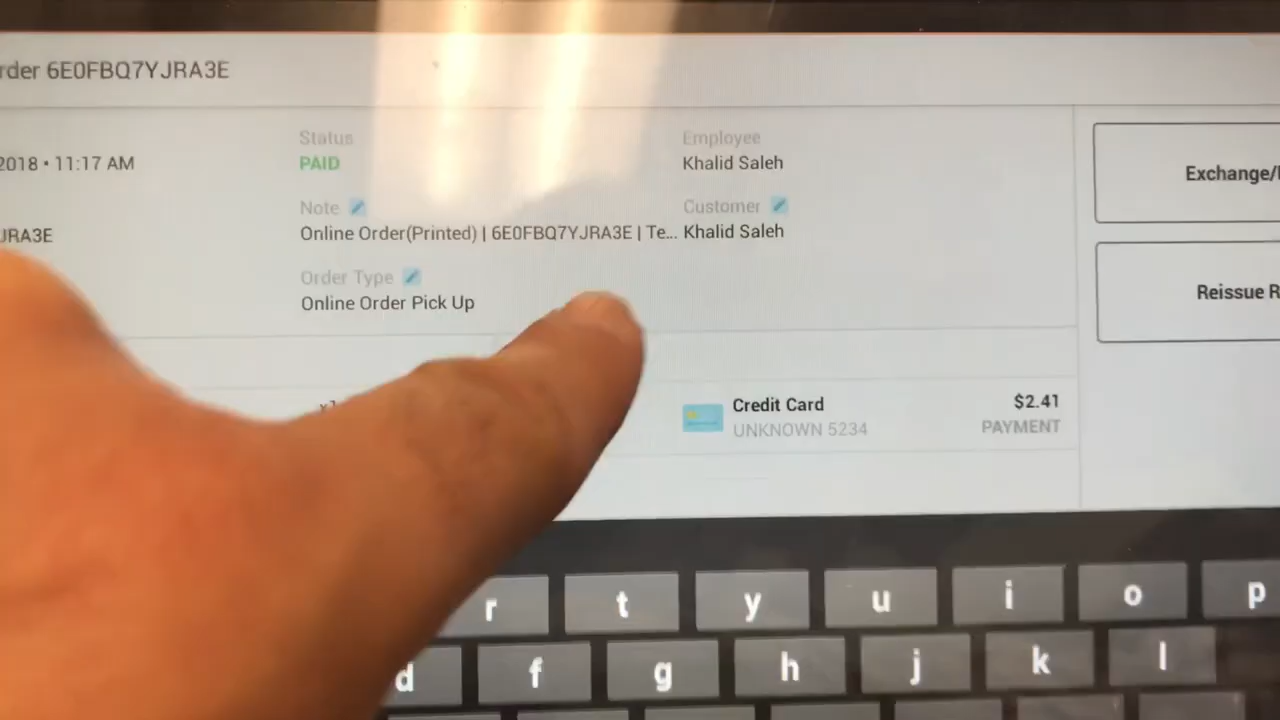 rder 6E0FBQ7YJRA3E
Status
Employee
2018 • 11:17 AM
PAID
Khalid Saleh
Exchange/
Note
Customer
JRA3E
Online Order(Printed) | 6E0FBQ7YJRA3E | Te...
Khalid Saleh
Order Type
Online Order Pick Up
Reissue R
x1
Credit Card
$2.41
UNKNOWN 5234
PAYMENT
r t y u i o p
d f g h j k l